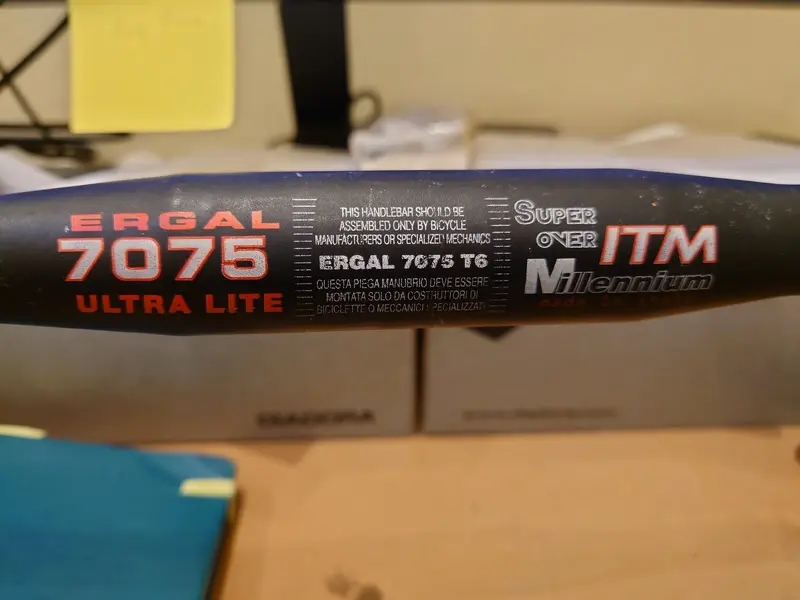 ERGAL
7075
ULTRA LITE
THIS HANDLEBAR SHOULD BE
ASSEMBLED ONLY BY BICYCLE
MANUFACTURERS OR SPECIALIZED MECHANICS
ERGAL 7075 T6
QUESTA PIEGA MANUBRIO DEVE ESSERE
MONTATA SOLO DA COSTRUTTORI DI
BICICLETTE O MECCANICI SPECIALIZZATI
SUPER
OVER
ITM
Millennium
DIADORA